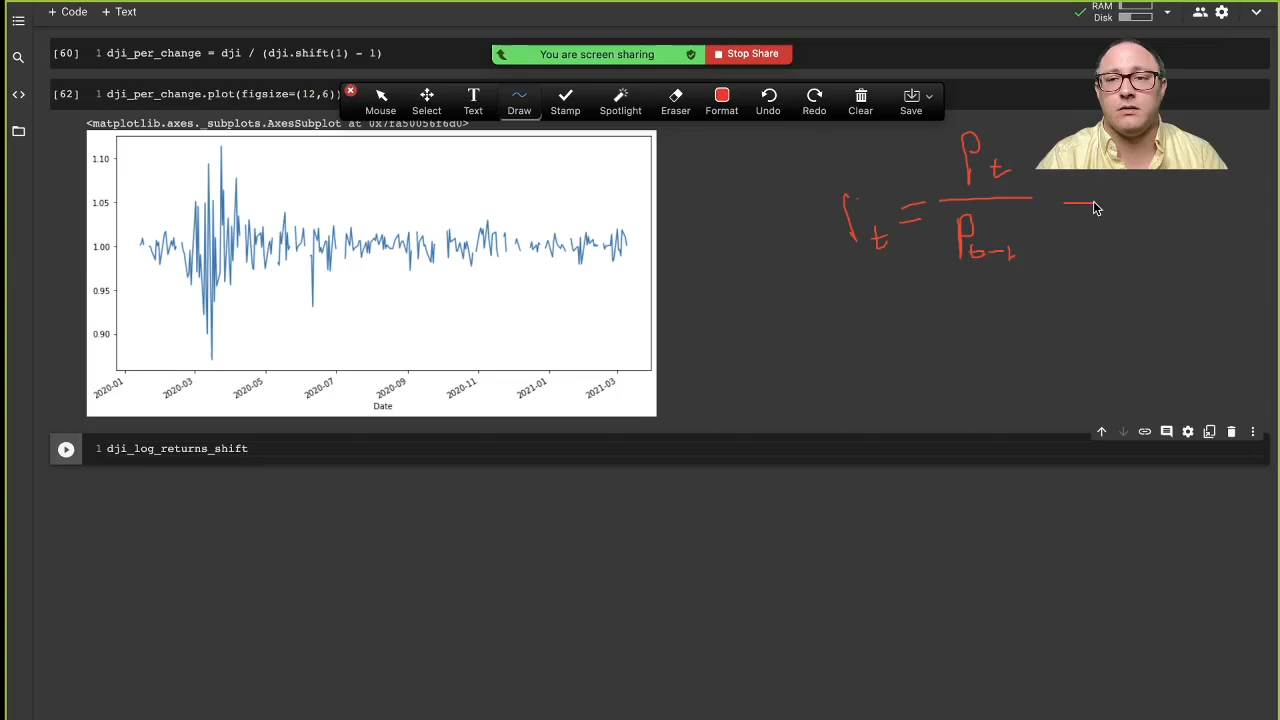 + Code + Text
RAM
Disk
[60] 1 dji_per_change = dji / (dji.shift(1) - 1)
You are screen sharing Stop Share
[62] 1 dji_per_change.plot(figsize=(12,6))
Mouse Select Text Draw Stamp Spotlight Eraser Format Undo Redo Clear Save
<matplotlib.axes._subplots.AxesSubplot at 0x7fa50056f6d0>
1.10
1.05
1.00
0.95
0.90
2020-01 2020-03 2020-05 2020-07 2020-09 2020-11 2021-01 2021-03
Date
r t = P t / P t-1 —
1 dji_log_returns_shift